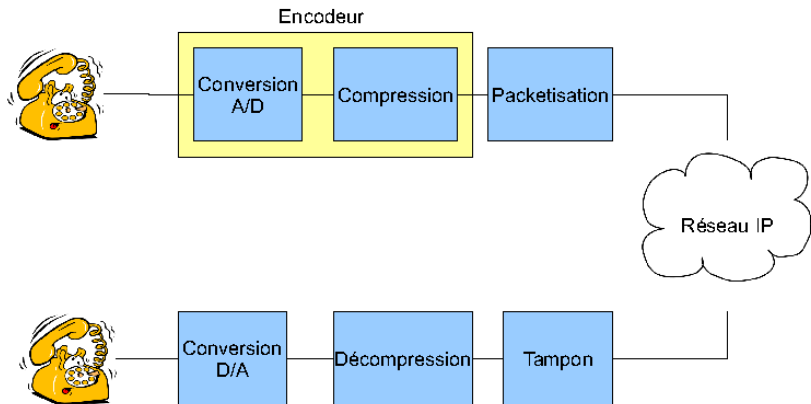 Encodeur
Conversion
A/D
Compression
Packetisation
Réseau IP
Conversion
D/A
Décompression
Tampon